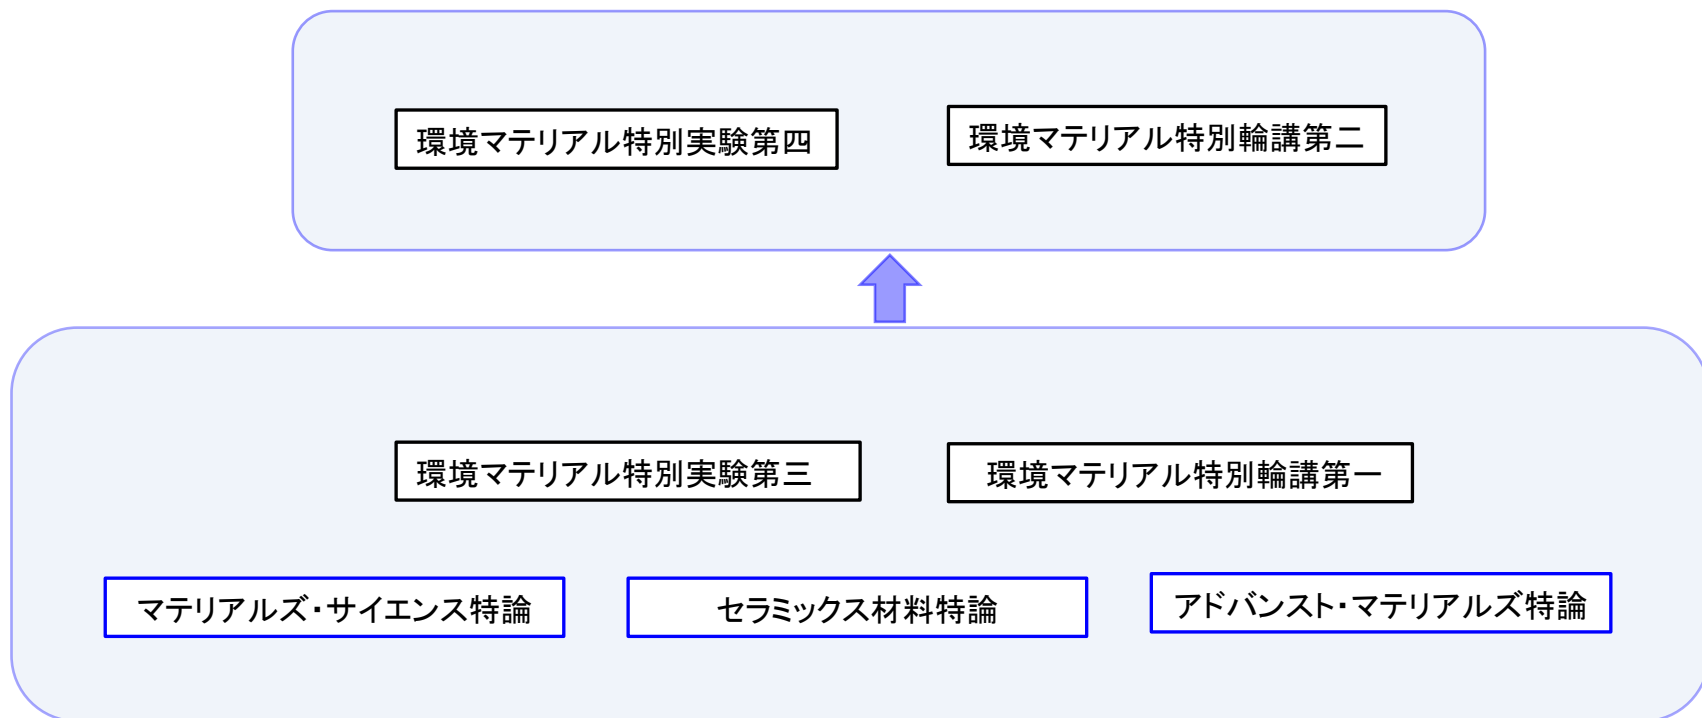 環境マテリアル特別実験第四
環境マテリアル特別輪講第二
環境マテリアル特別実験第三
環境マテリアル特別輪講第一
マテリアルズ・サイエンス特論
セラミックス材料特論
アドバンスト・マテリアルズ特論